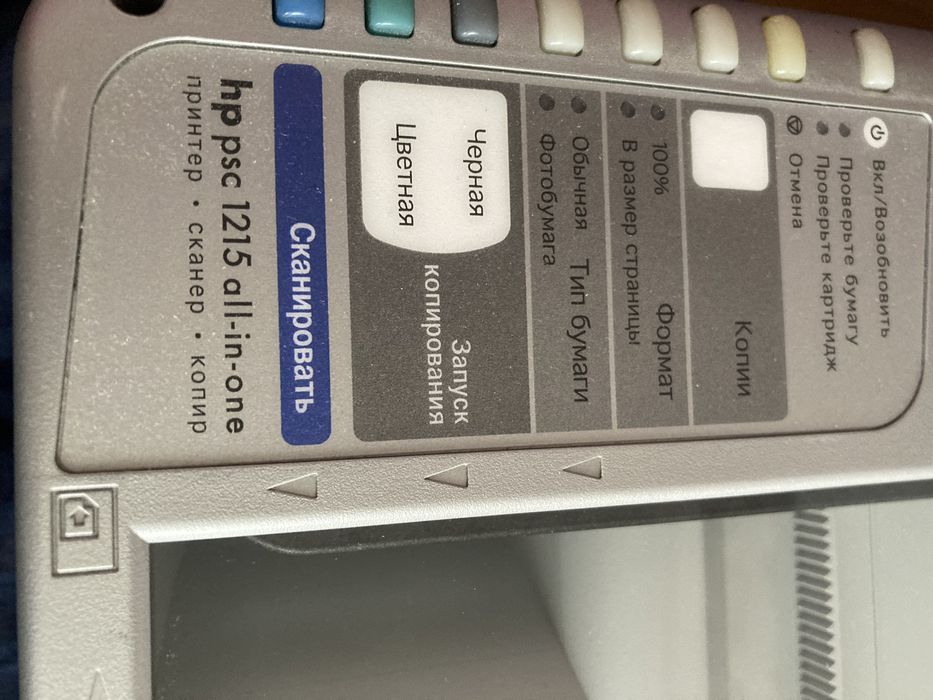 Вкл/Возобновить
Проверьте бумагу
Проверьте картридж
Отмена
Копии
Формат
100%
В размер страницы
Тип бумаги
Обычная
Фотобумага
Запуск
копирования
Черная
Цветная
Сканировать
hp psc 1215 all-in-one
принтер • сканер • копир